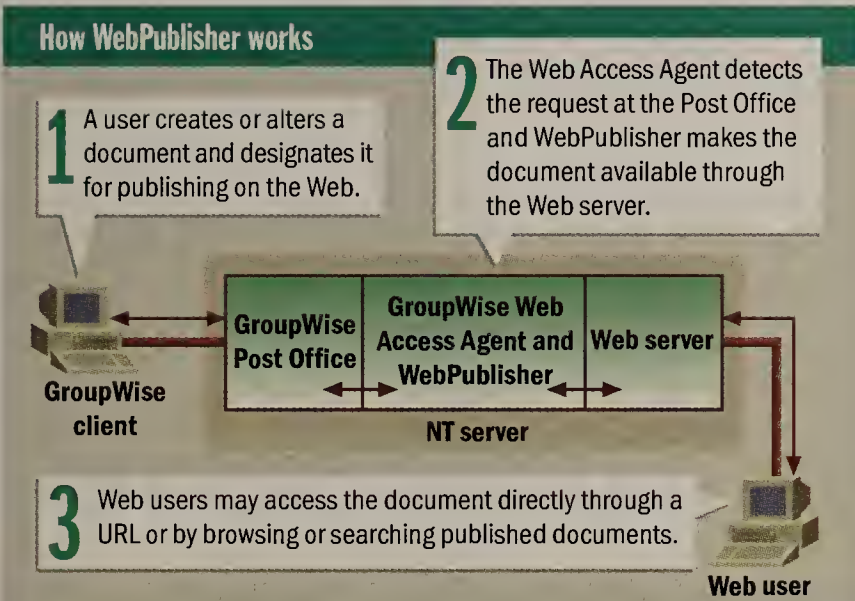 How WebPublisher works
1
A user creates or alters a
document and designates it
for publishing on the Web.
2
The Web Access Agent detects
the request at the Post Office
and WebPublisher makes the
document available through
the Web server.
GroupWise
client
GroupWise
Post Office
GroupWise Web
Access Agent and
WebPublisher
Web server
NT server
3
Web users may access the document directly through a
URL or by browsing or searching published documents.
Web user